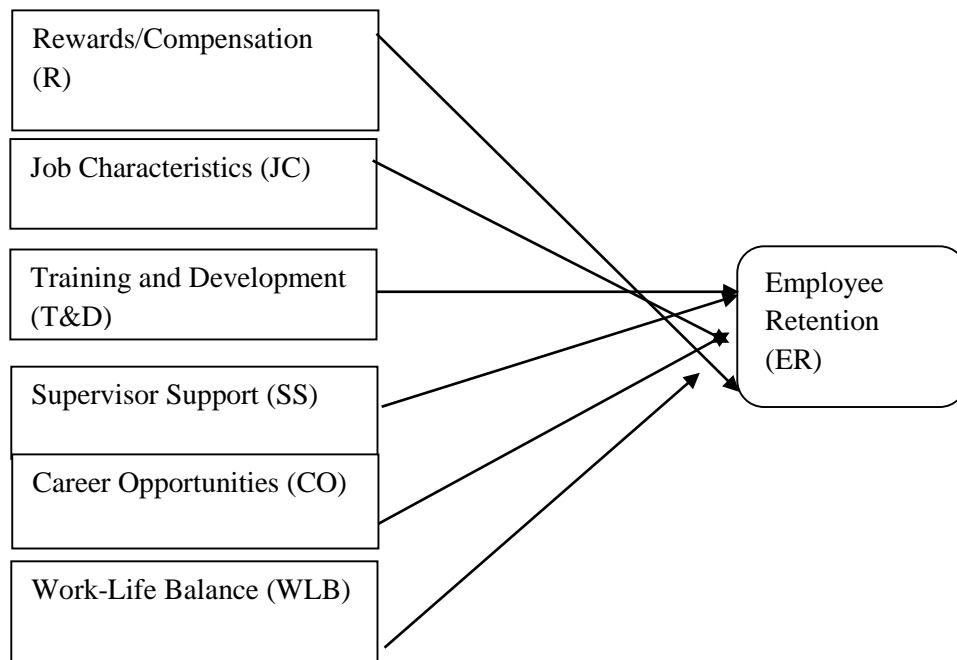 Rewards/Compensation
(R)
Job Characteristics (JC)
Training and Development
(T&D)
Supervisor Support (SS)
Career Opportunities (CO)
Work-Life Balance (WLB)
Employee
Retention
(ER)